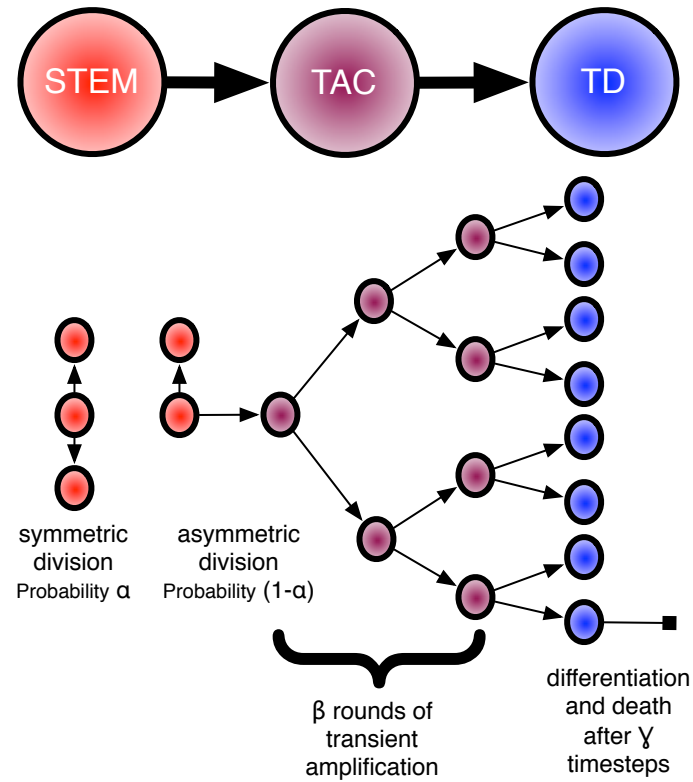 STEM
TAC
TD
symmetric
division
Probability α
asymmetric
division
Probability (1-α)
β rounds of
transient
amplification
differentiation
and death
after Ɣ
timesteps